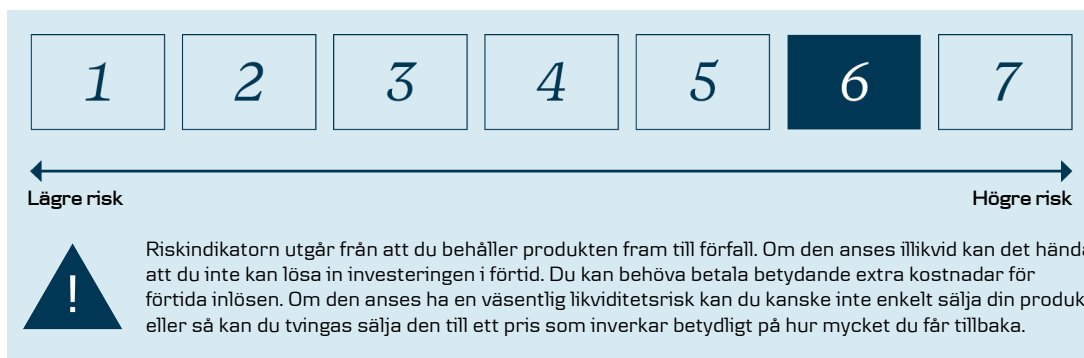 1 2 3 4 5 6 7
Lägre risk Högre risk
Riskindikatorn utgår från att du behåller produkten fram till förfall. Om den anses illikvid kan det hända
att du inte kan lösa in investeringen i förtid. Du kan behöva betala betydande extra kostnadar för
förtida inlösen. Om den anses ha en väsentlig likviditetsrisk kan du kanske inte enkelt sälja din produk
eller så kan du tvingas sälja den till ett pris som inverkar betydligt på hur mycket du får tillbaka.
!